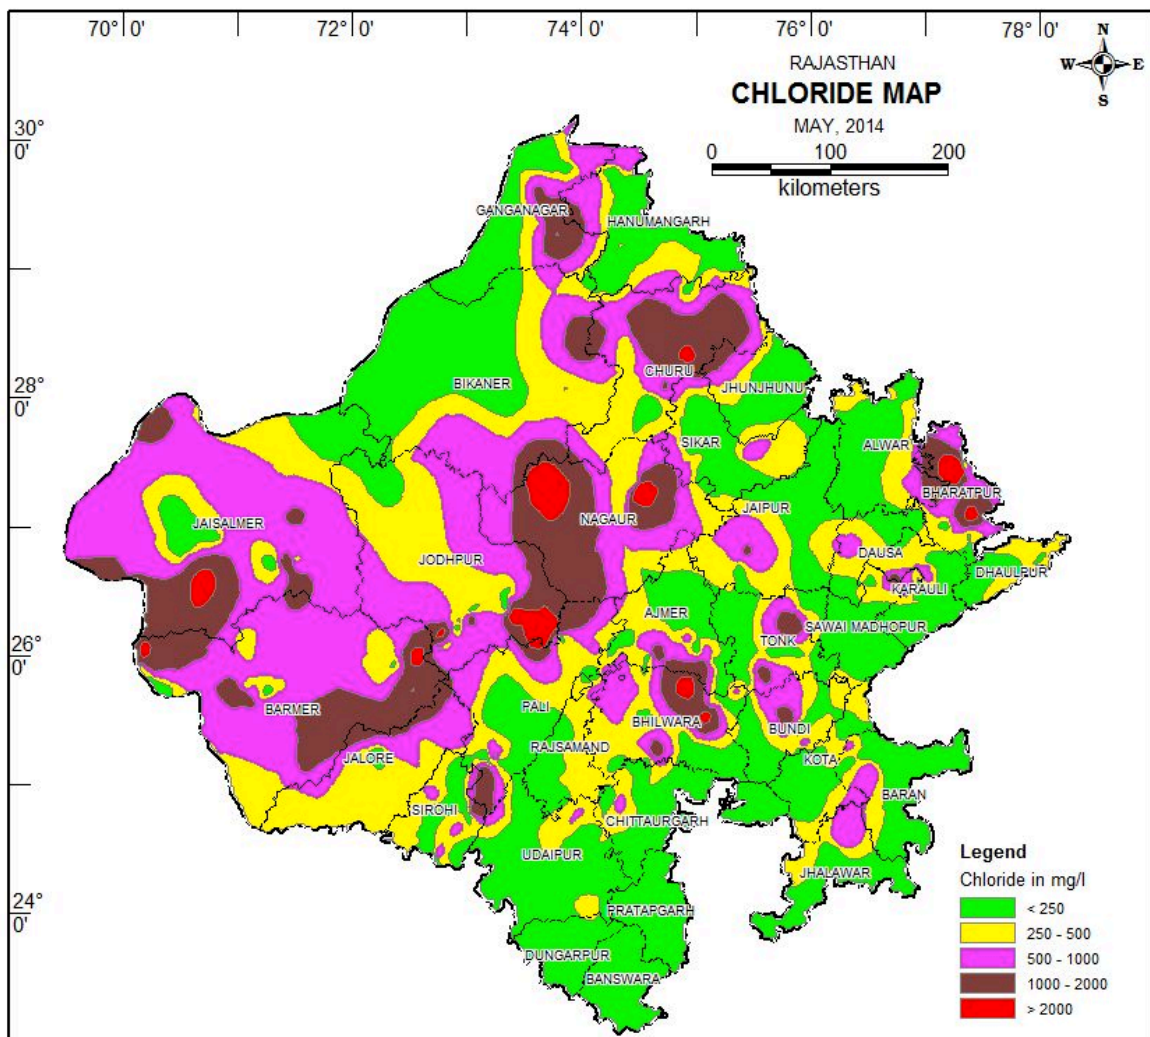 70° 0'
72° 0'
74° 0'
76° 0'
78° 0'
N
W E
S
RAJASTHAN
CHLORIDE MAP
MAY, 2014
0 100 200
kilometers
30°
0'
28°
0'
26°
0'
24°
0'
GANGANAGAR
HANUMANGARH
BIKANER
CHURU
JHUNJHUNU
SIKAR
ALWAR
BHARATPUR
JAISALMER
JODHPUR
NAGAUR
JAIPUR
DAUSA
DHAULPUR
KARAULI
AJMER
TONK
SAWAI MADHOPUR
BARMER
PALI
BHILWARA
BUNDI
RAJSAMAND
JALORE
KOTA
BARAN
SIROHI
CHITTAURGARH
UDAIPUR
JHALAWAR
PRATAPGARH
DUNGARPUR
BANSWARA
Legend
Chloride in mg/l
< 250
250 - 500
500 - 1000
1000 - 2000
> 2000